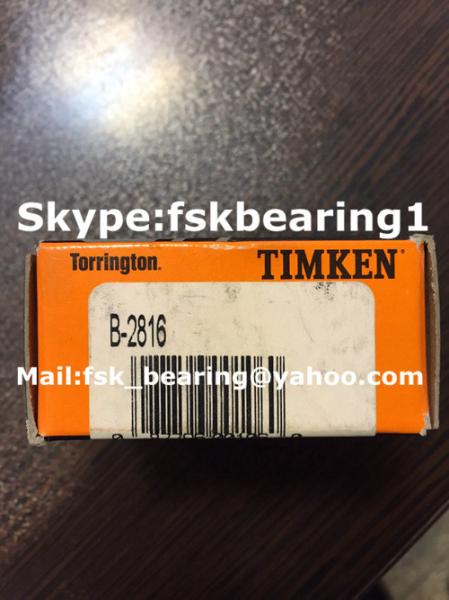 Skype:fskbearing1
Torrington. TIMKEN®
B-2816
Mail:fsk_bearing@yahoo.com